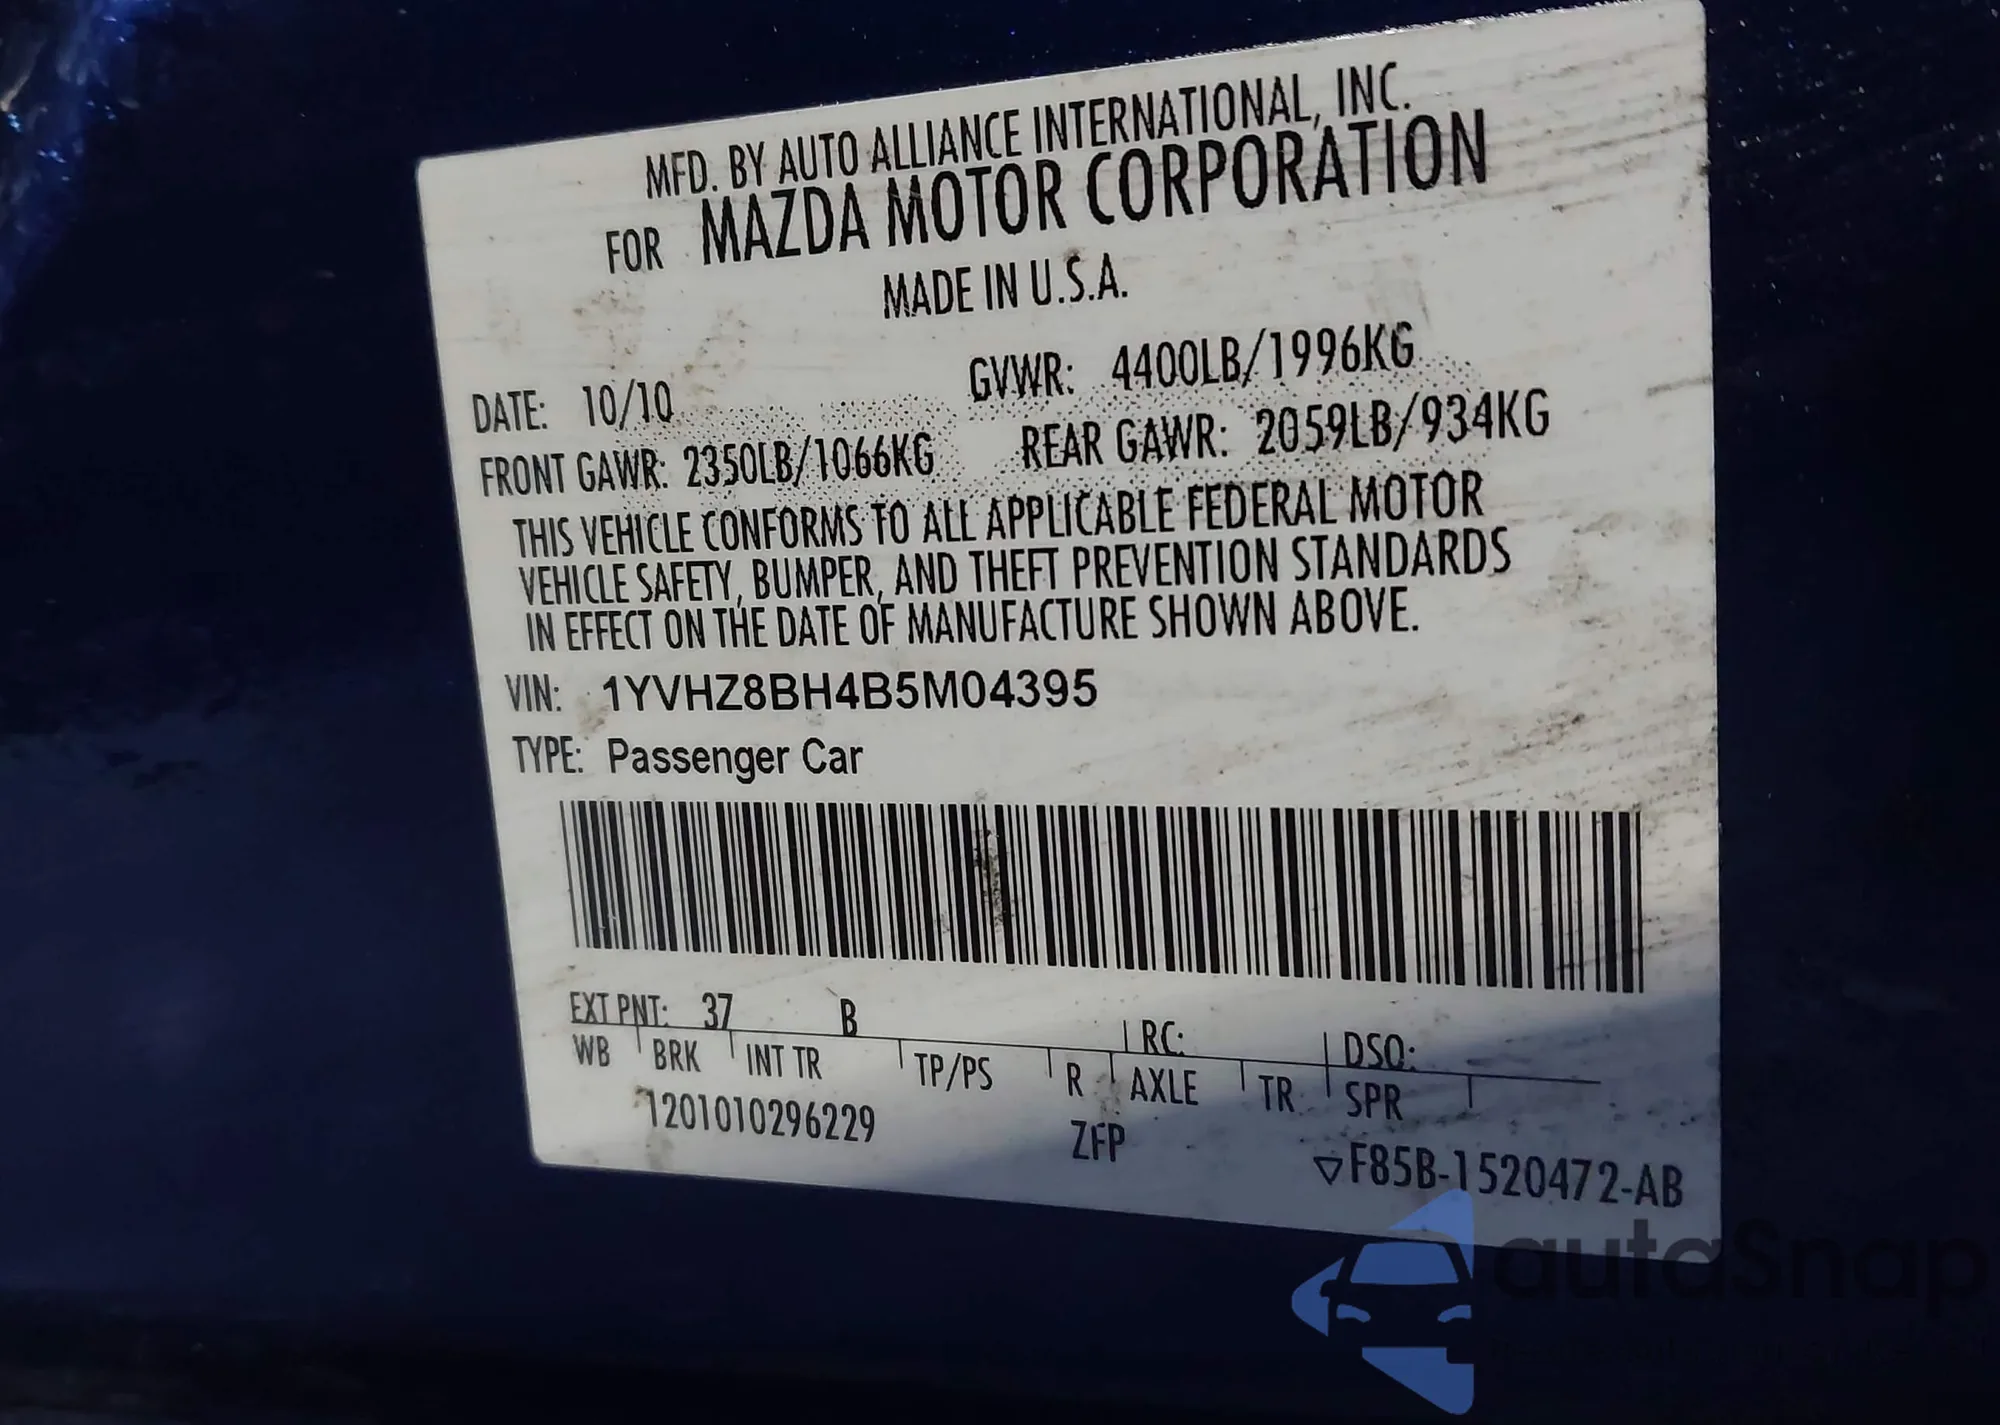 MFD. BY AUTO ALLIANCE INTERNATIONAL, INC.
FOR MAZDA MOTOR CORPORATION
MADE IN U.S.A.
DATE: 10/10 GVWR: 4400LB/1996KG
FRONT GAWR: 2350LB/1066KG REAR GAWR: 2059LB/934KG
THIS VEHICLE CONFORMS TO ALL APPLICABLE FEDERAL MOTOR
VEHICLE SAFETY, BUMPER, AND THEFT PREVENTION STANDARDS
IN EFFECT ON THE DATE OF MANUFACTURE SHOWN ABOVE.
VIN: 1YVHZ8BH4B5M04395
TYPE: Passenger Car
EXT PNT: 37 B RC: DSO:
WB BRK INT TR TP/PS R AXLE TR SPR
1201010296229 ZFP
▽F85B-1520472-AB
autaSnap